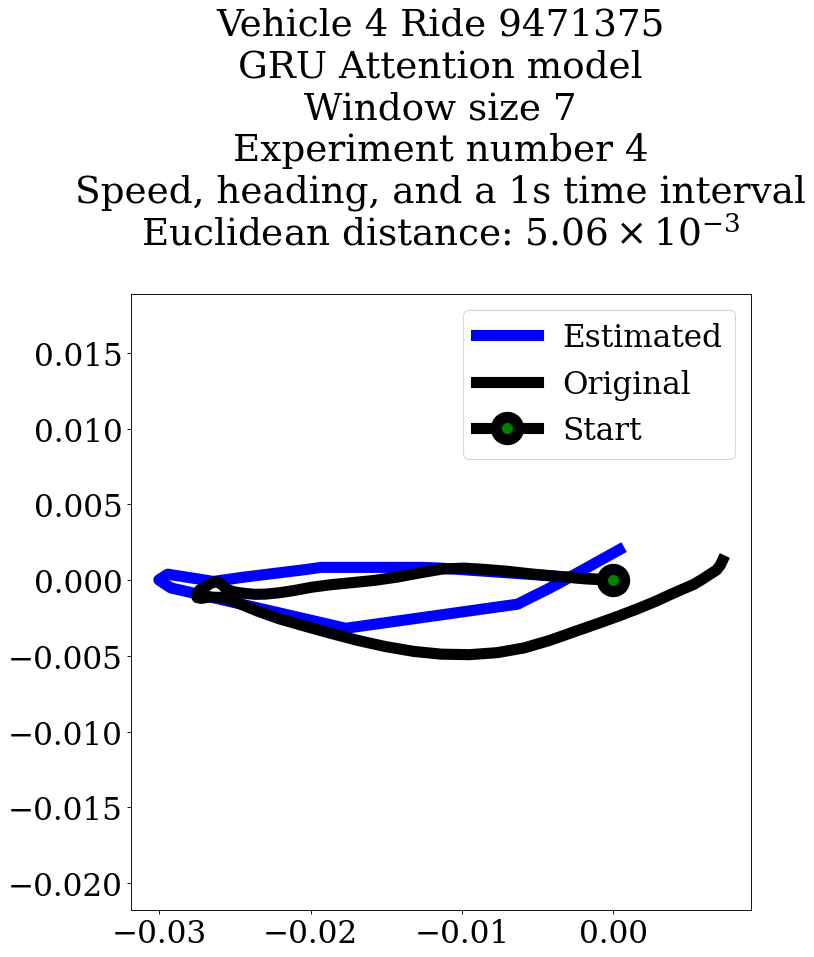 Vehicle 4 Ride 9471375
GRU Attention model
Window size 7
Experiment number 4
Speed, heading, and a 1s time interval
Euclidean distance: 5.06 × 10⁻³
Estimated
Original
Start
0.015
0.010
0.005
0.000
−0.005
−0.010
−0.015
−0.020
−0.03
−0.02
−0.01
0.00